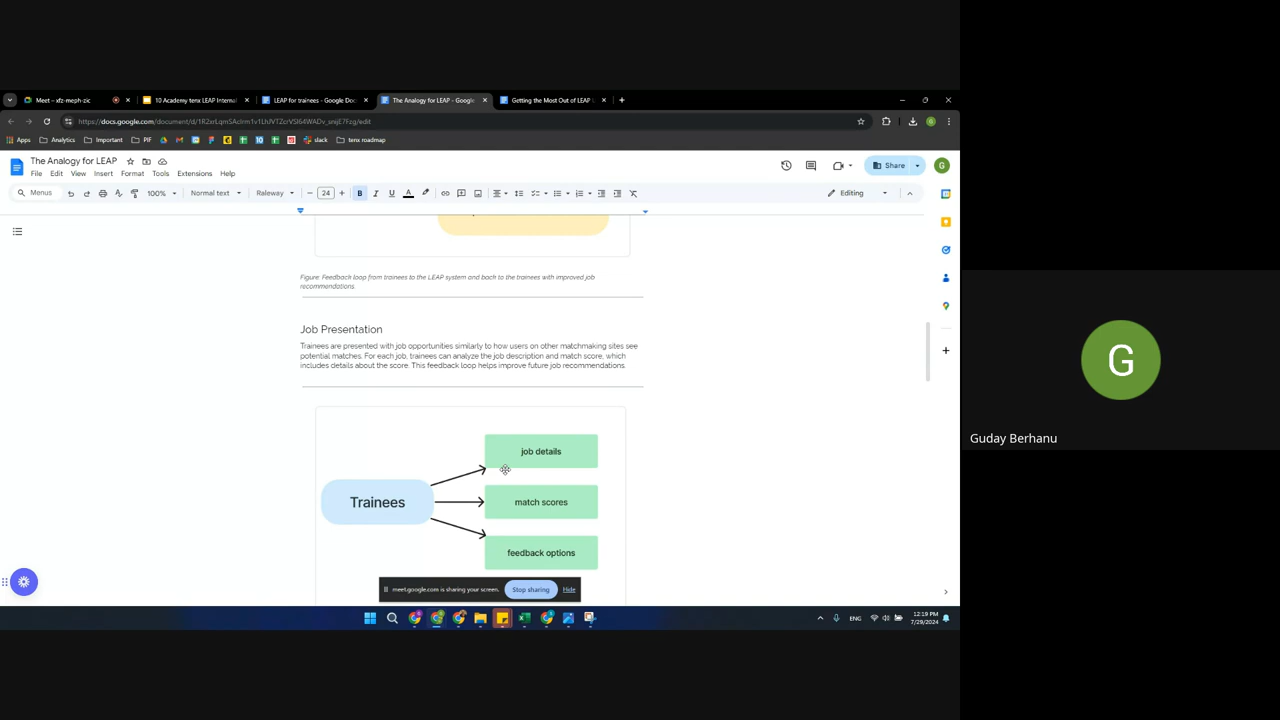 Meet – xfz-meph-zic
10 Academy tenx LEAP Interna
LEAP for trainees - Google Doc
The Analogy for LEAP - Google
Getting the Most Out of LEAP
Apps
Analytics
Important
PIF
slack
tenx roadmap
The Analogy for LEAP
File Edit View Insert Format Tools Extensions Help
Share
Menus
100%
Normal text
Raleway
24
Editing
Figure: Feedback loop from trainees to the LEAP system and back to the trainees with improved job
recommendations.
Job Presentation
Trainees are presented with job opportunities similarly to how users on other matchmaking sites see
potential matches. For each job, trainees can analyze the job description and match score, which
includes details about the score. This feedback loop helps improve future job recommendations.
job details
Trainees
match scores
feedback options
meet.google.com is sharing your screen.
Stop sharing
Hide
ENG
12:19 PM
7/29/2024
G
Guday Berhanu